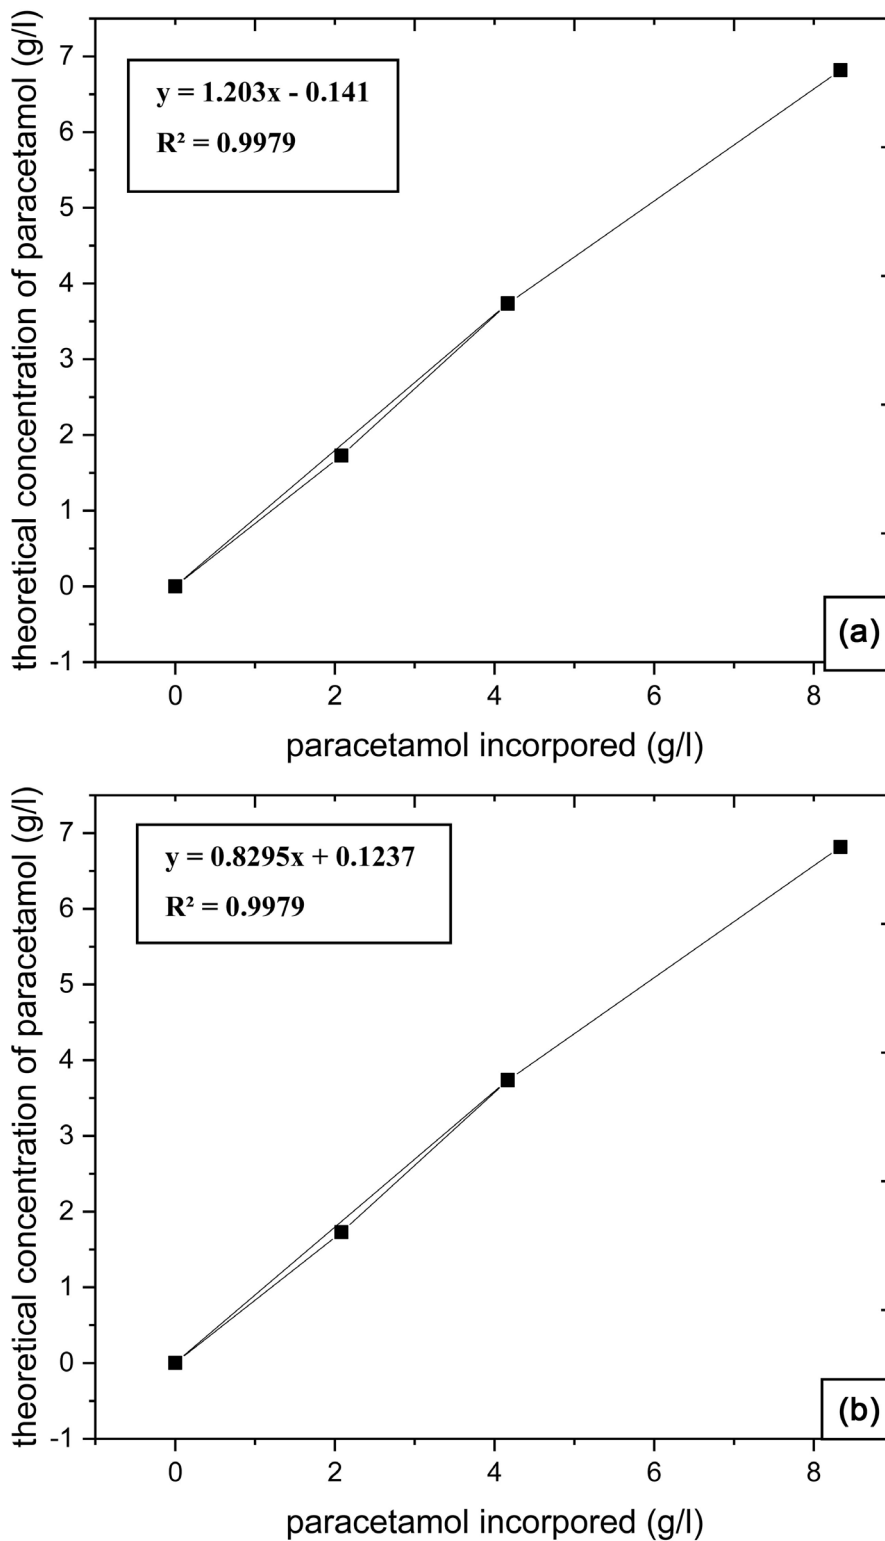 theoretical concentration of paracetamol (g/l)
7
6
5
4
3
2
1
0
-1
y = 1.203x - 0.141
R² = 0.9979
(a)
0 2 4 6 8
paracetamol incorpored (g/l)
theoretical concentration of paracetamol (g/l)
7
6
5
4
3
2
1
0
-1
y = 0.8295x + 0.1237
R² = 0.9979
(b)
0 2 4 6 8
paracetamol incorpored (g/l)